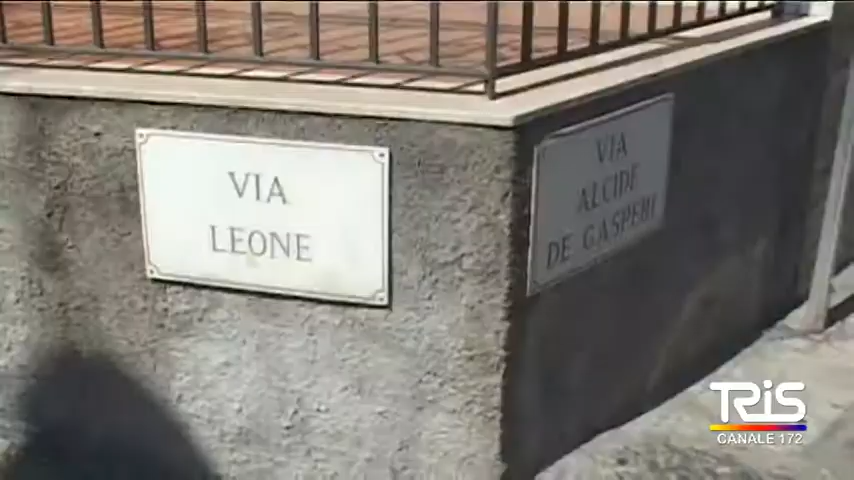 VIA
LEONE
VIA
ALCIDE
DE GASPERI
TRIS
CANALE 172